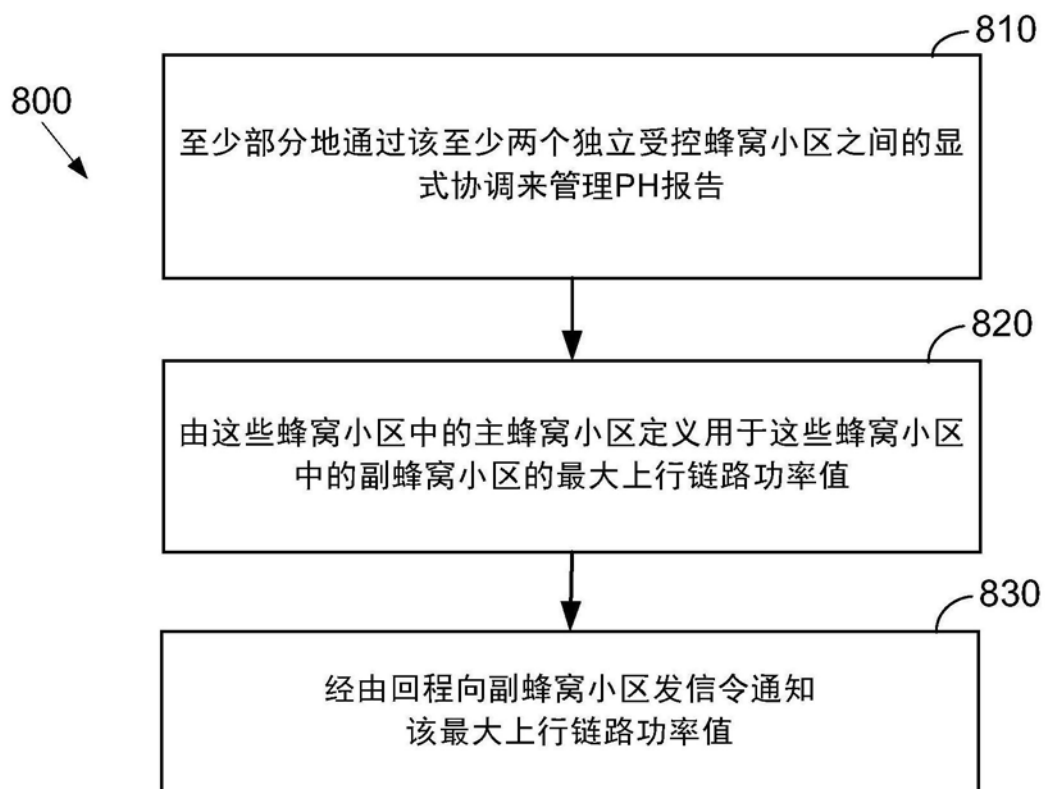 810
800
至少部分地通过该至少两个独立受控蜂窝小区之间的显
式协调来管理PH报告
820
由这些蜂窝小区中的主蜂窝小区定义用于这些蜂窝小区
中的副蜂窝小区的最大上行链路功率值
830
经由回程向副蜂窝小区发信令通知
该最大上行链路功率值